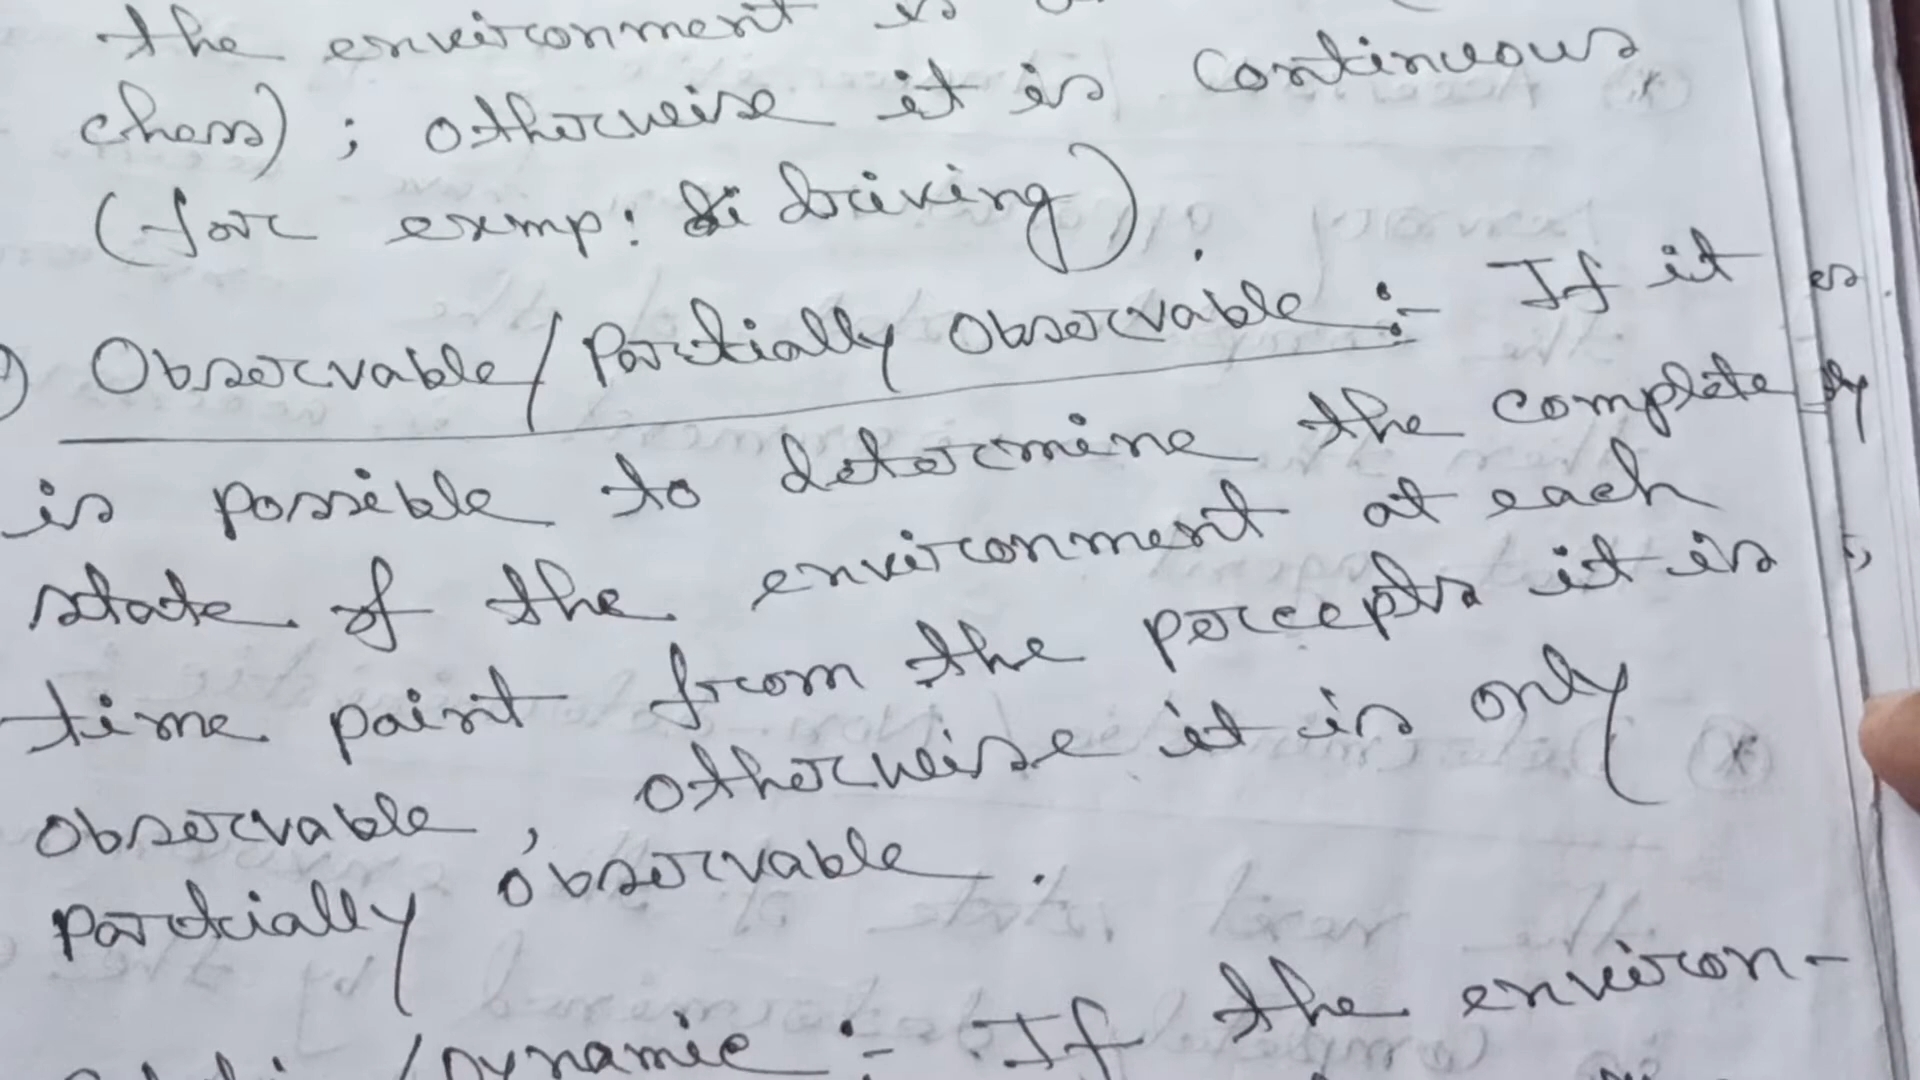 the environment is
chess) ; otherwise it is continuous
(for exmp: driving).
Observable/Partially Observable :- If it
is possible to determine the complete
state of the environment at each
time point from the percepts it is
observable, otherwise it is only
partially observable.
/Dynamic :- If the environ-